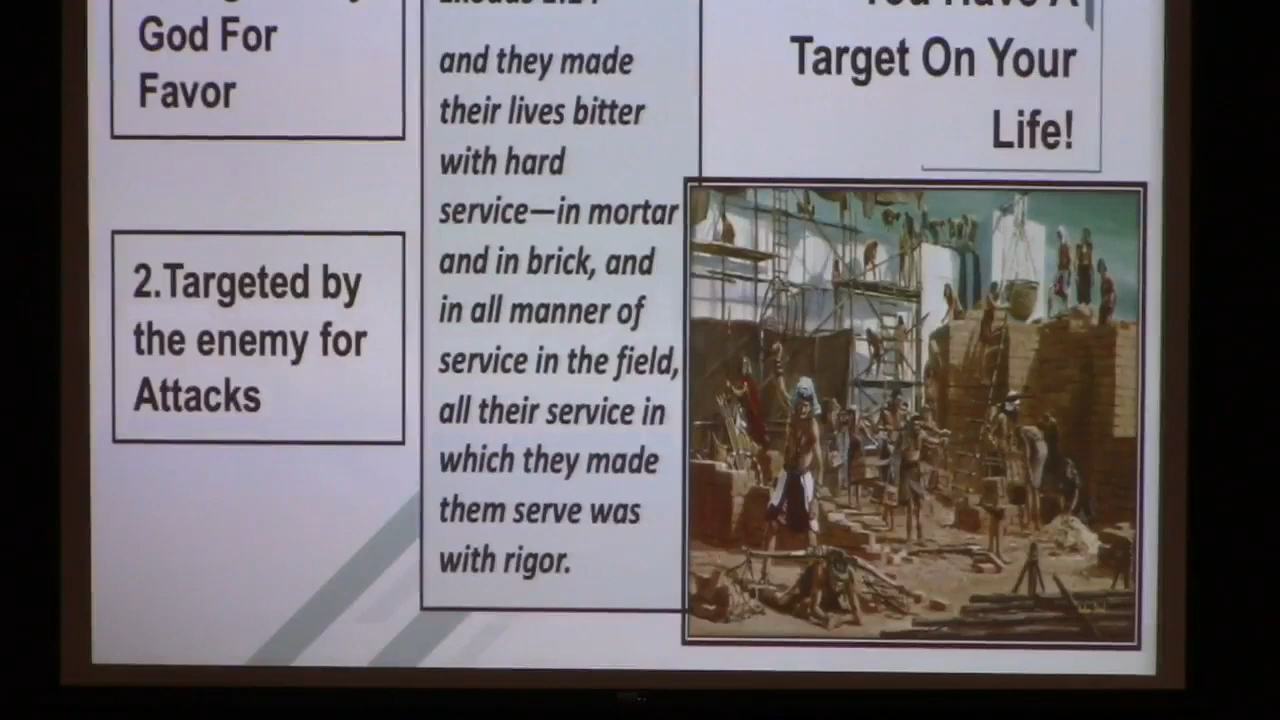 God For
Favor
2.Targeted by
the enemy for
Attacks
and they made
their lives bitter
with hard
service—in mortar
and in brick, and
in all manner of
service in the field,
all their service in
which they made
them serve was
with rigor.
You Have A
Target On Your
Life!